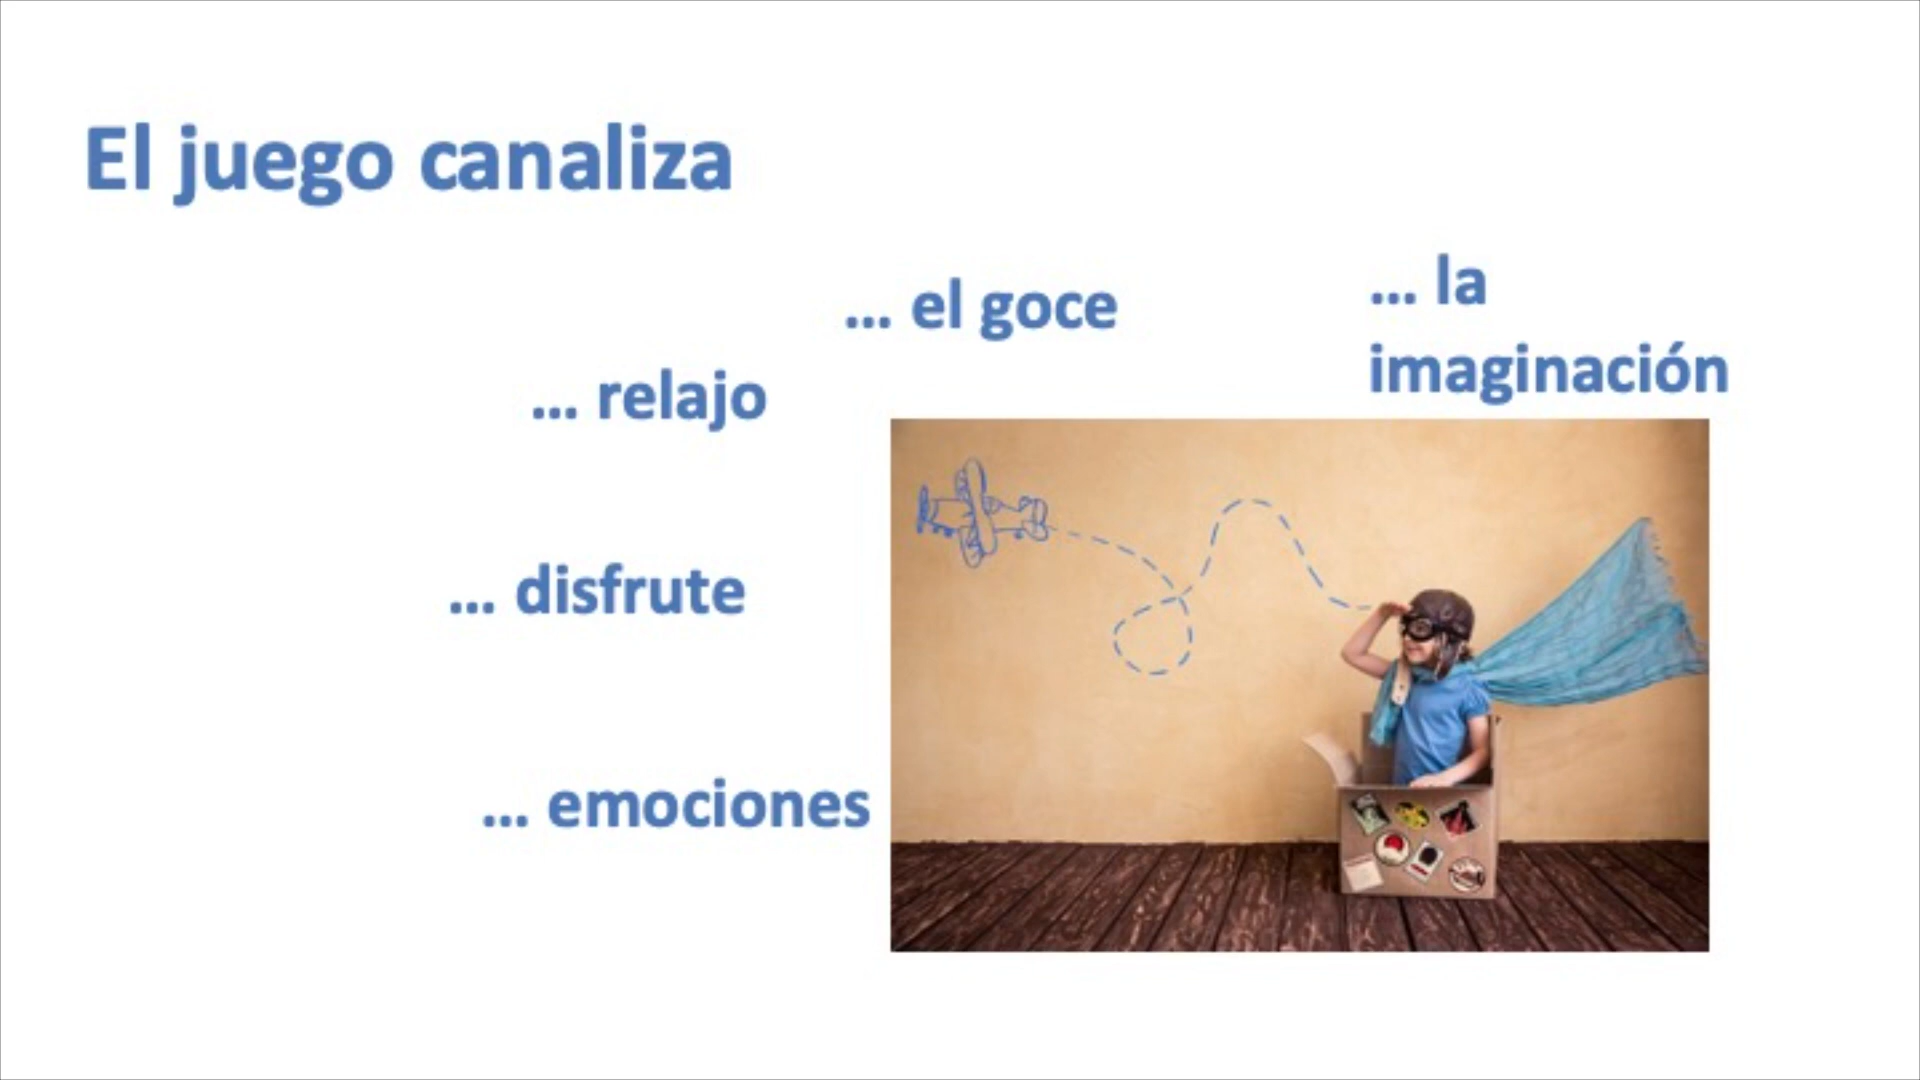 El juego canaliza
... el goce
... la
imaginación
... relajo
... disfrute
... emociones